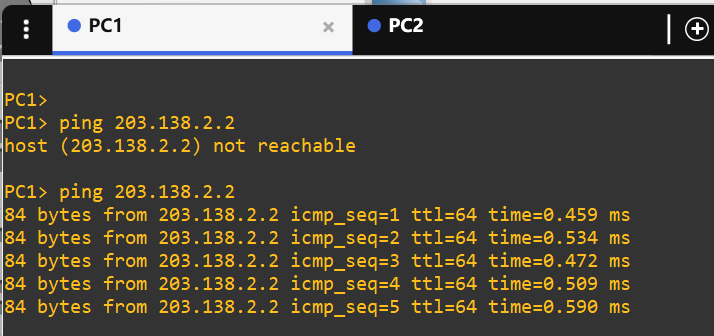 PC1
PC2
PC1>
PC1> ping 203.138.2.2
host (203.138.2.2) not reachable
PC1> ping 203.138.2.2
84 bytes from 203.138.2.2 icmp_seq=1 ttl=64 time=0.459 ms
84 bytes from 203.138.2.2 icmp_seq=2 ttl=64 time=0.534 ms
84 bytes from 203.138.2.2 icmp_seq=3 ttl=64 time=0.472 ms
84 bytes from 203.138.2.2 icmp_seq=4 ttl=64 time=0.509 ms
84 bytes from 203.138.2.2 icmp_seq=5 ttl=64 time=0.590 ms